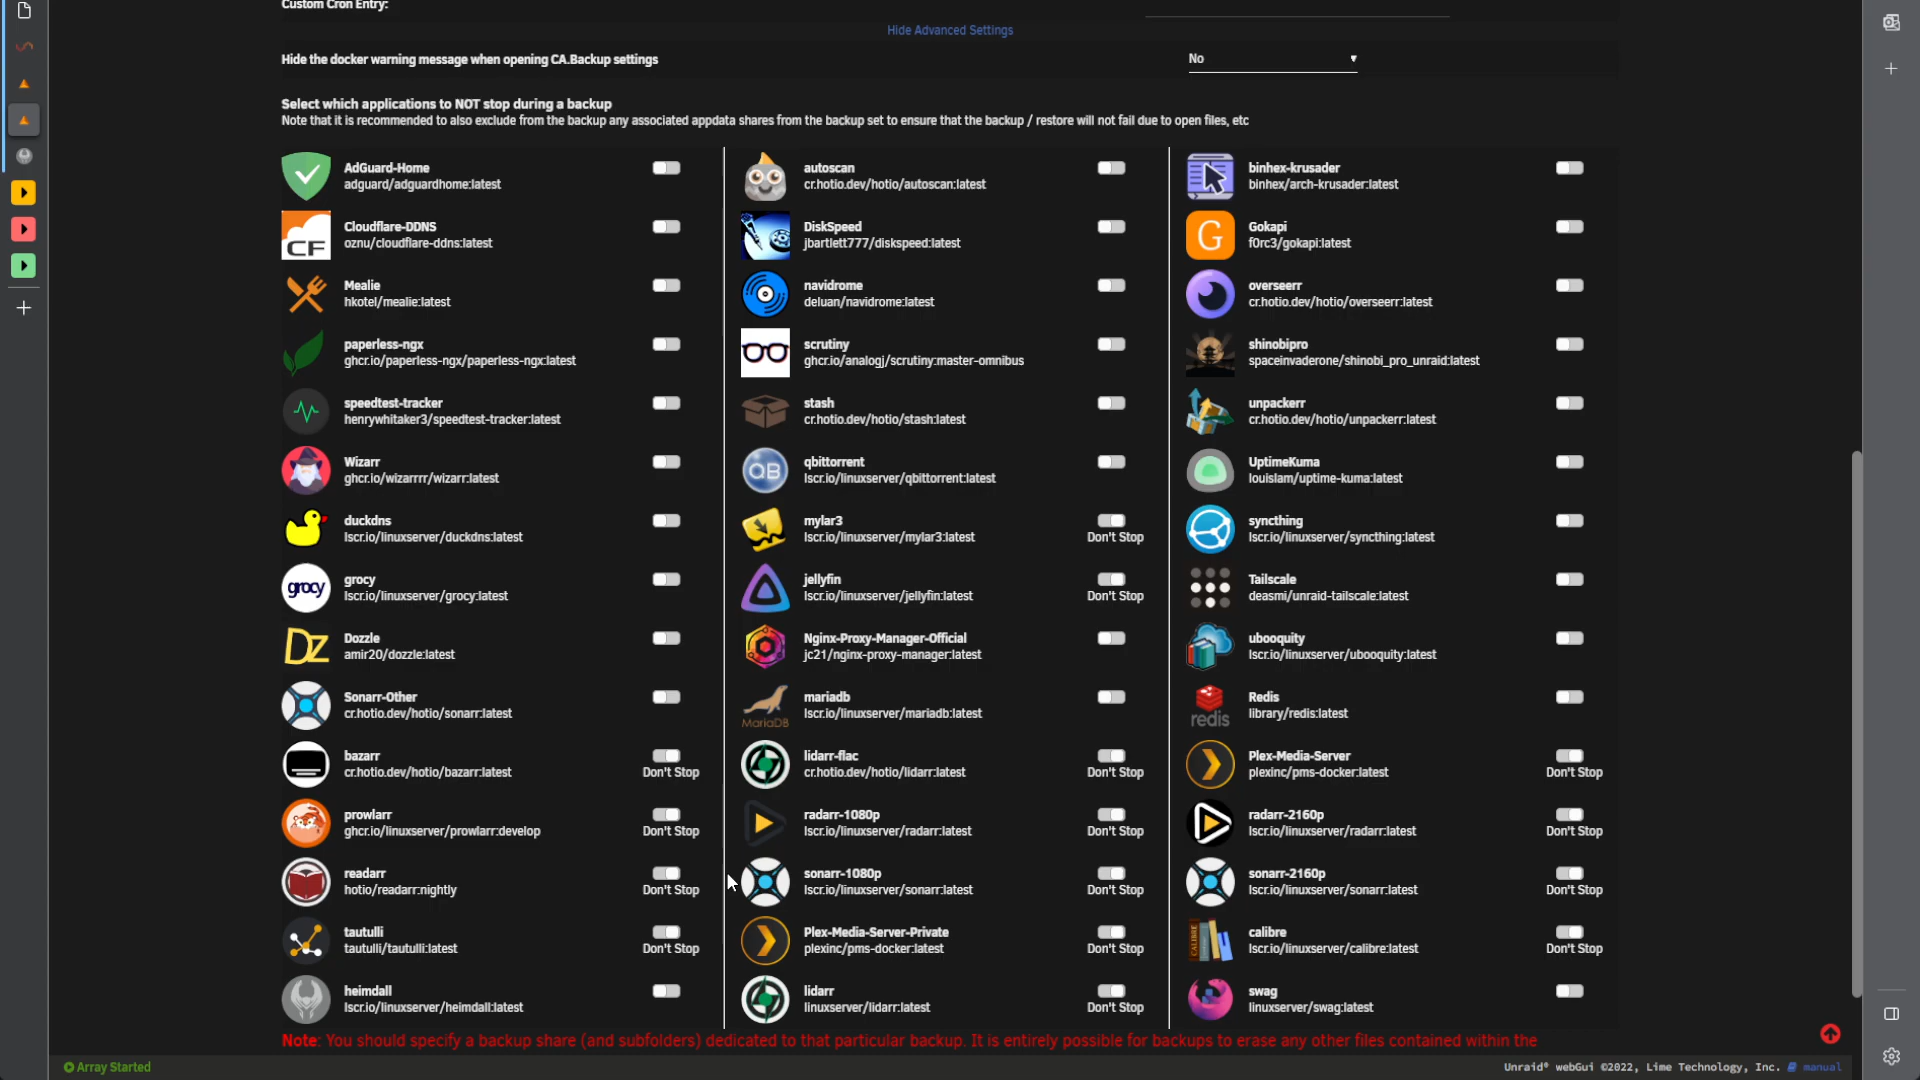 Custom Cron Entry:
Hide Advanced Settings
Hide the docker warning message when opening CA.Backup settings
No
Select which applications to NOT stop during a backup
Note that it is recommended to also exclude from the backup any associated appdata shares from the backup set to ensure that the backup / restore will not fail due to open files, etc
AdGuard-Home
adguard/adguardhome:latest
autoscan
cr.hotio.dev/hotio/autoscan:latest
binhex-krusader
binhex/arch-krusader:latest
CF
Cloudflare-DDNS
oznu/cloudflare-ddns:latest
DiskSpeed
jbartlett777/diskspeed:latest
G
Gokapi
f0rc3/gokapi:latest
Mealie
hkotel/mealie:latest
navidrome
deluan/navidrome:latest
overseerr
cr.hotio.dev/hotio/overseerr:latest
paperless-ngx
ghcr.io/paperless-ngx/paperless-ngx:latest
scrutiny
ghcr.io/analogj/scrutiny:master-omnibus
shinobipro
spaceinvaderone/shinobi_pro_unraid:latest
speedtest-tracker
henrywhitaker3/speedtest-tracker:latest
stash
cr.hotio.dev/hotio/stash:latest
unpackerr
cr.hotio.dev/hotio/unpackerr:latest
Wizarr
ghcr.io/wizarrrr/wizarr:latest
QB
qbittorrent
lscr.io/linuxserver/qbittorrent:latest
UptimeKuma
louislam/uptime-kuma:latest
duckdns
lscr.io/linuxserver/duckdns:latest
mylar3
lscr.io/linuxserver/mylar3:latest
Don't Stop
syncthing
lscr.io/linuxserver/syncthing:latest
grocy
grocy
lscr.io/linuxserver/grocy:latest
jellyfin
lscr.io/linuxserver/jellyfin:latest
Don't Stop
Tailscale
deasmi/unraid-tailscale:latest
DZ
Dozzle
amir20/dozzle:latest
Nginx-Proxy-Manager-Official
jc21/nginx-proxy-manager:latest
ubooquity
lscr.io/linuxserver/ubooquity:latest
Sonarr-Other
cr.hotio.dev/hotio/sonarr:latest
MariaDB
mariadb
lscr.io/linuxserver/mariadb:latest
redis
Redis
library/redis:latest
bazarr
cr.hotio.dev/hotio/bazarr:latest
Don't Stop
lidarr-flac
cr.hotio.dev/hotio/lidarr:latest
Don't Stop
Plex-Media-Server
plexinc/pms-docker:latest
Don't Stop
prowlarr
ghcr.io/linuxserver/prowlarr:develop
Don't Stop
radarr-1080p
lscr.io/linuxserver/radarr:latest
Don't Stop
radarr-2160p
lscr.io/linuxserver/radarr:latest
Don't Stop
readarr
hotio/readarr:nightly
Don't Stop
sonarr-1080p
lscr.io/linuxserver/sonarr:latest
Don't Stop
sonarr-2160p
lscr.io/linuxserver/sonarr:latest
Don't Stop
tautulli
tautulli/tautulli:latest
Don't Stop
Plex-Media-Server-Private
plexinc/pms-docker:latest
Don't Stop
CALIBRE
calibre
lscr.io/linuxserver/calibre:latest
Don't Stop
heimdall
lscr.io/linuxserver/heimdall:latest
lidarr
linuxserver/lidarr:latest
Don't Stop
swag
linuxserver/swag:latest
Note: You should specify a backup share (and subfolders) dedicated to that particular backup. It is entirely possible for backups to erase any other files contained within the
Array Started
Unraid® webGui ©2022, Lime Technology, Inc. manual